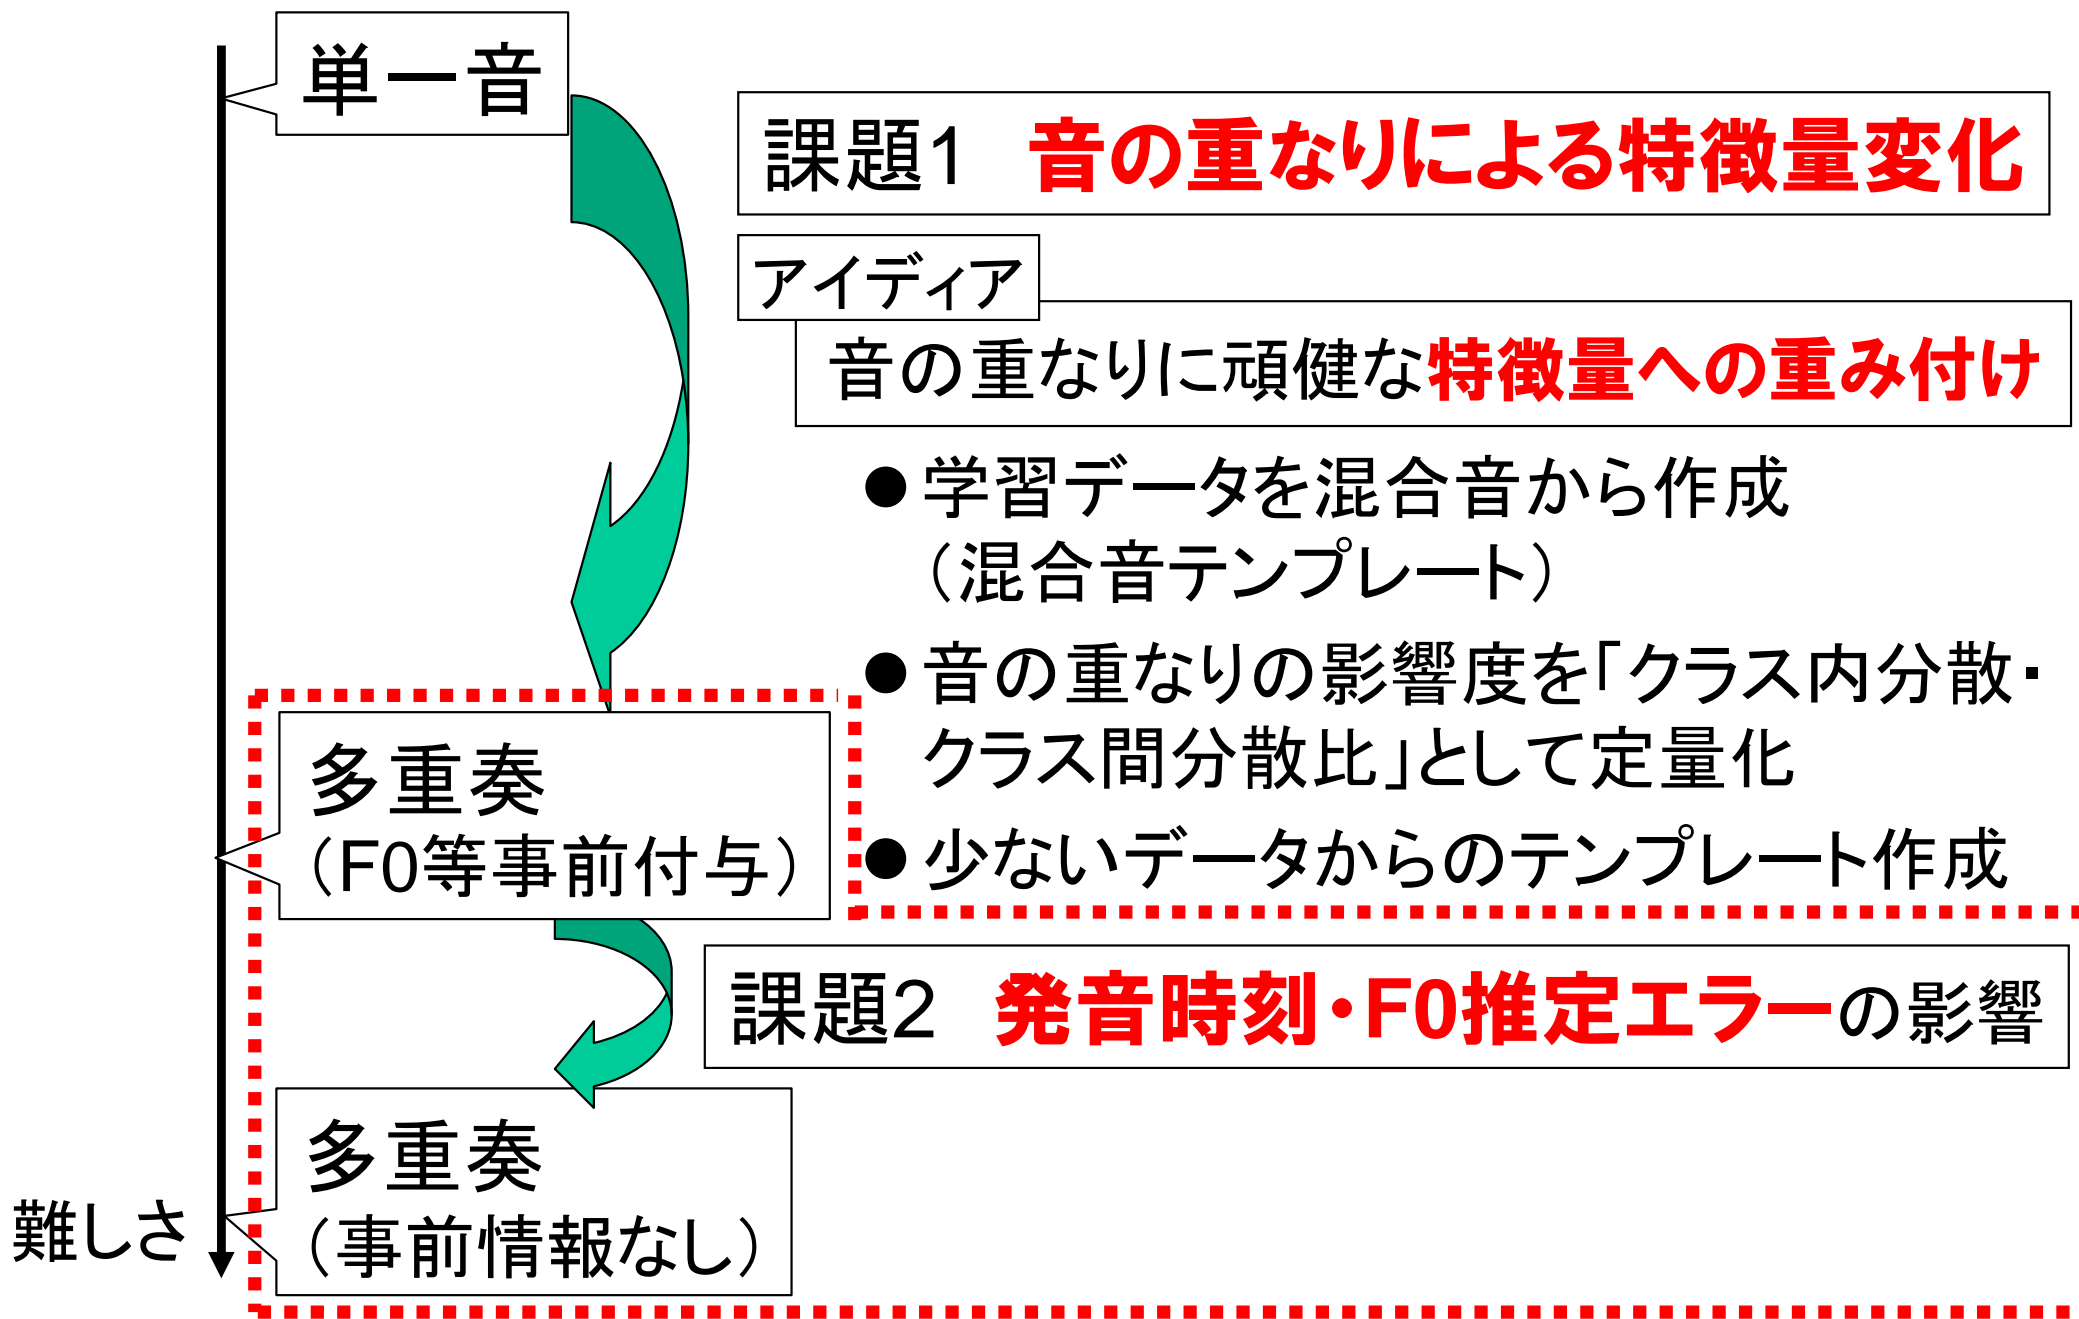 単一音
課題1　音の重なりによる特徴量変化
アイディア
音の重なりに頑健な特徴量への重み付け
●学習データを混合音から作成
（混合音テンプレート）
●音の重なりの影響度を「クラス内分散・
クラス間分散比」として定量化
●少ないデータからのテンプレート作成
多重奏
（F0等事前付与）
課題2　発音時刻・F0推定エラーの影響
多重奏
（事前情報なし）
難しさ